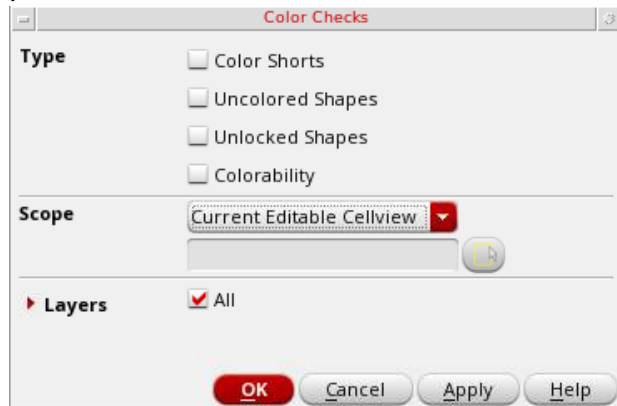 Color Checks
Type
Color Shorts
Uncolored Shapes
Unlocked Shapes
Colorability
Scope
Current Editable Cellview
Layers
All
OK Cancel Apply Help